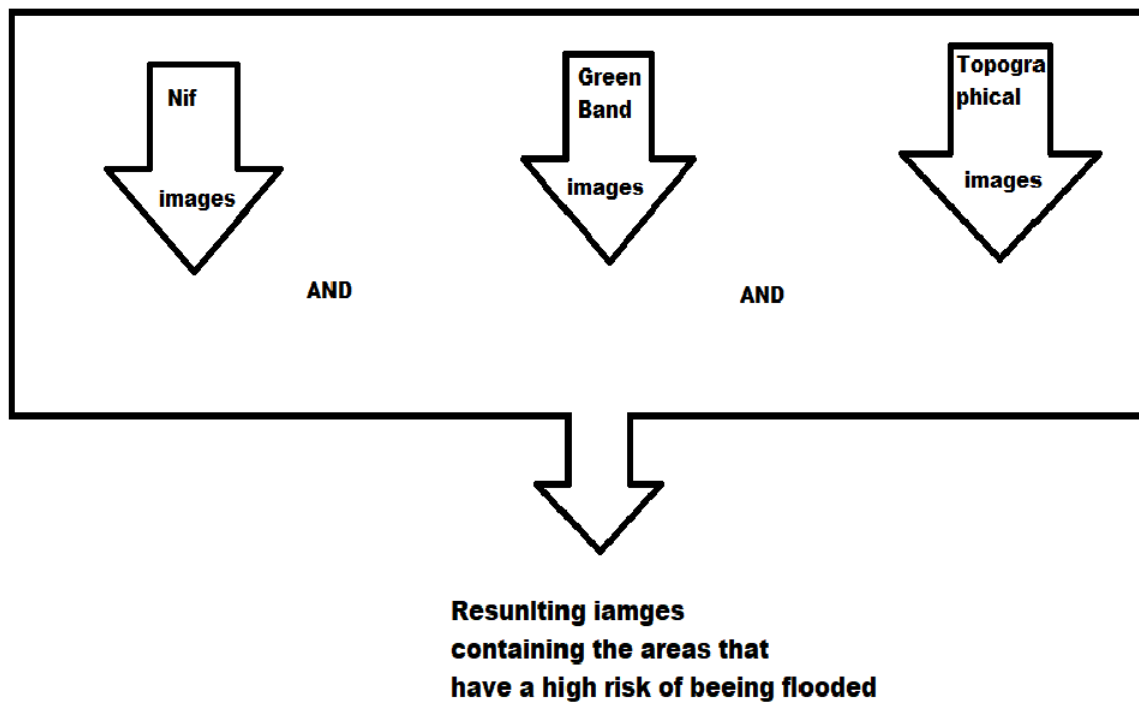 Nif
images
Green
Band
images
Topogra
phical
images
AND
AND
Resunlting iamges
containing the areas that
have a high risk of beeing flooded